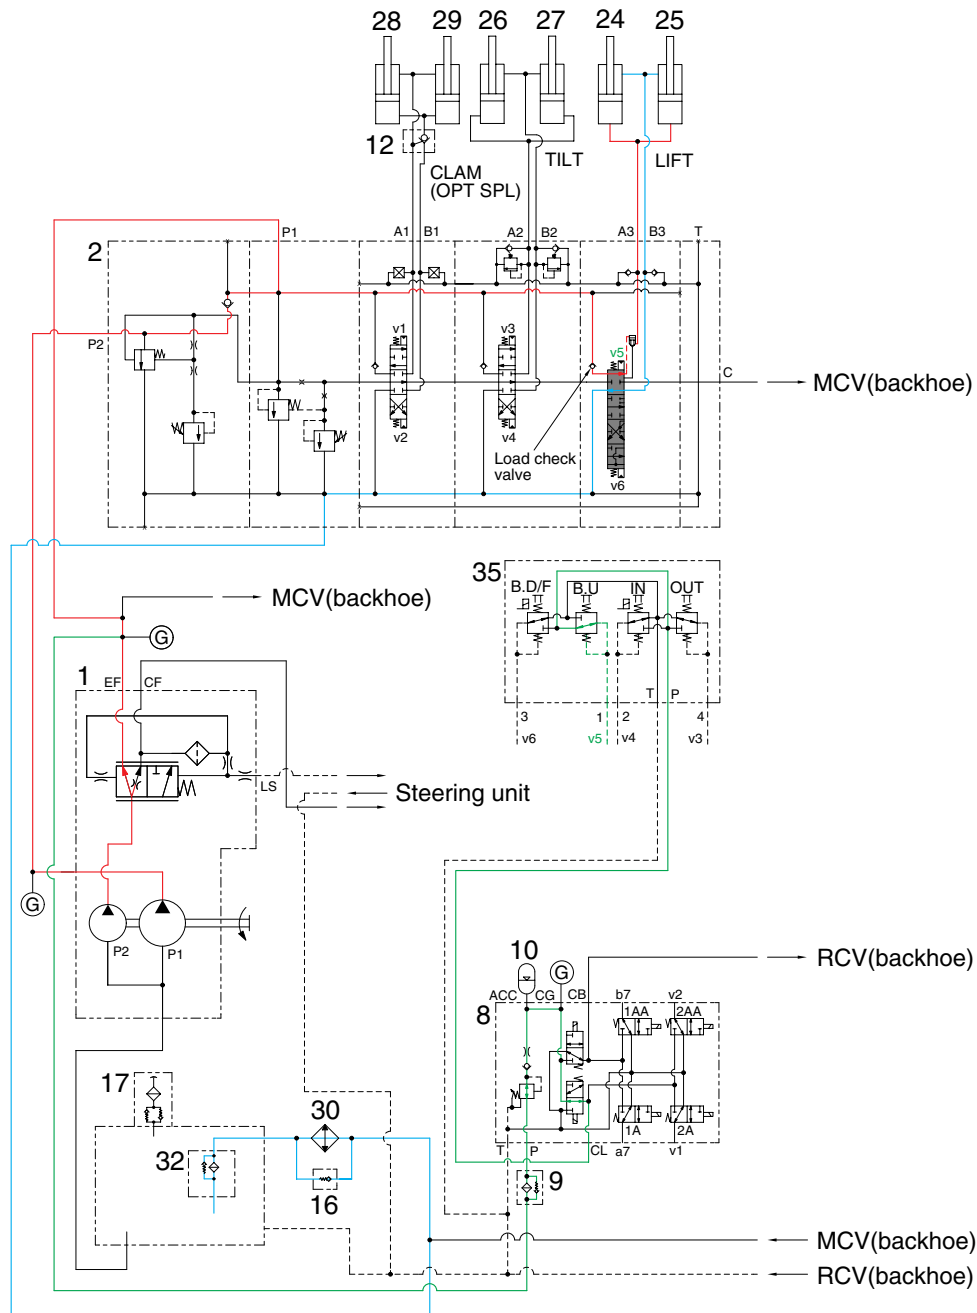 28 29 26 27 24 25
12
CLAM
(OPT SPL)
TILT
LIFT
2
P1 A1 B1 A2 B2 A3 B3 T
P2
v1 v3 v5
C
MCV(backhoe)
v2 v4
Load check
valve
v6
35
B.D/F B.U IN OUT
MCV(backhoe)
G
1
EF CF
T P
3 1 2 4
v6 v5 v4 v3
LS
Steering unit
G
P2 P1
10
G
RCV(backhoe)
ACC CG CB b7 v2
8
1AA 2AA
17
30
1A 2A
T P CL a7 v1
32
9
16
MCV(backhoe)
RCV(backhoe)